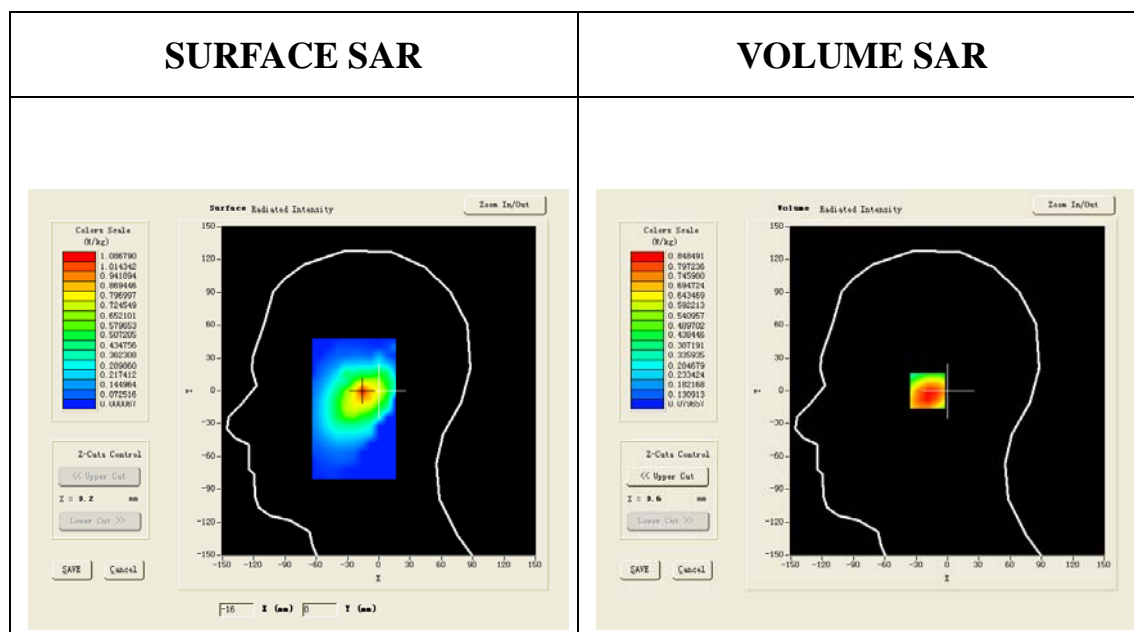 SURFACE SAR
VOLUME SAR
Surface Radiated Intensity
Zoom In/Out
Colors Scale
(W/kg)
1.086790
1.014342
0.941894
0.869446
0.796997
0.724549
0.652101
0.579653
0.507205
0.434756
0.362308
0.289860
0.217412
0.144964
0.072516
0.000067
150
120
90
60
30
0
-30
-60
-90
-120
-150
Y
-150 -120 -90 -60 -30 0 30 60 90 120 150
X
Z-Cuts Control
<< Upper Cut
Z = 0.2 mm
Lower Cut >>
SAVE
Cancel
-16 X (mm) 0 Y (mm)
Volume Radiated Intensity
Zoom In/Out
Colors Scale
(W/kg)
0.848491
0.797236
0.745980
0.694724
0.643469
0.592213
0.540957
0.489702
0.438446
0.387191
0.335935
0.284679
0.233424
0.182168
0.130913
0.079657
150
120
90
60
30
0
-30
-60
-90
-120
-150
Y
-150 -120 -90 -60 -30 0 30 60 90 120 150
X
Z-Cuts Control
<< Upper Cut
mm
Lower Cut >>
SAVE
Cancel